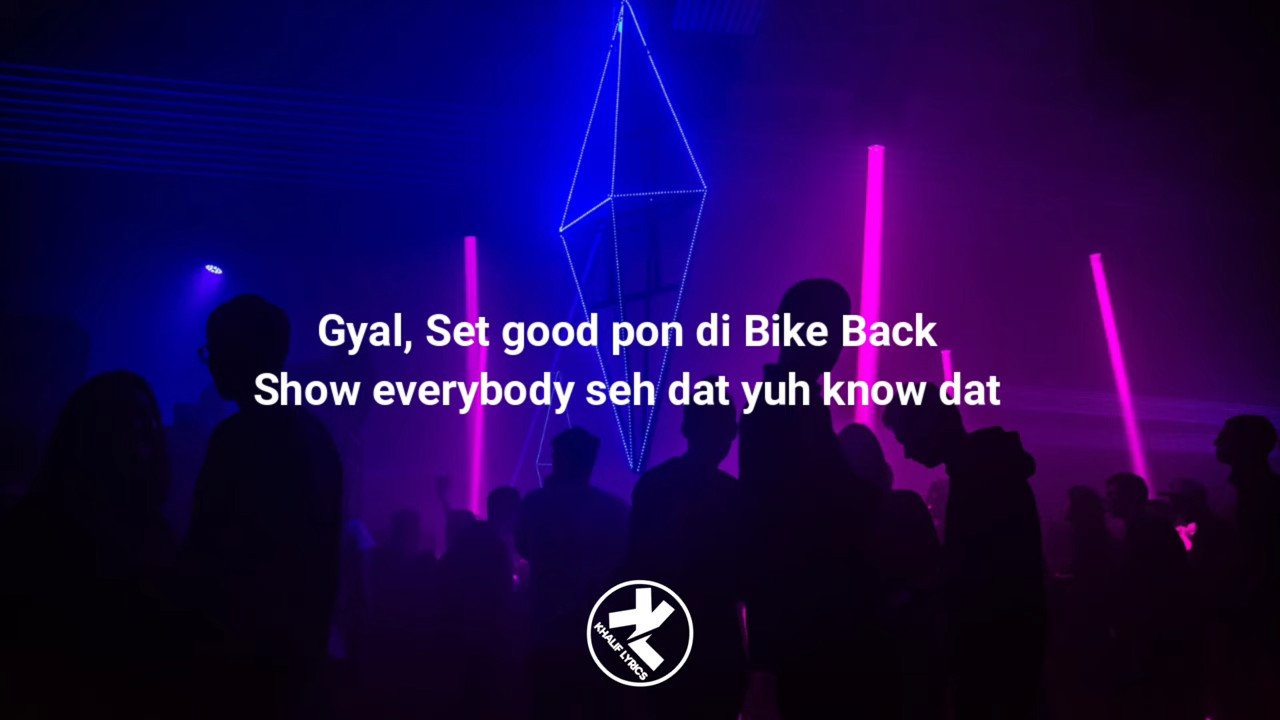 Gyal, Set good pon di Bike Back
Show everybody seh dat yuh know dat
KHALIF LYRICS